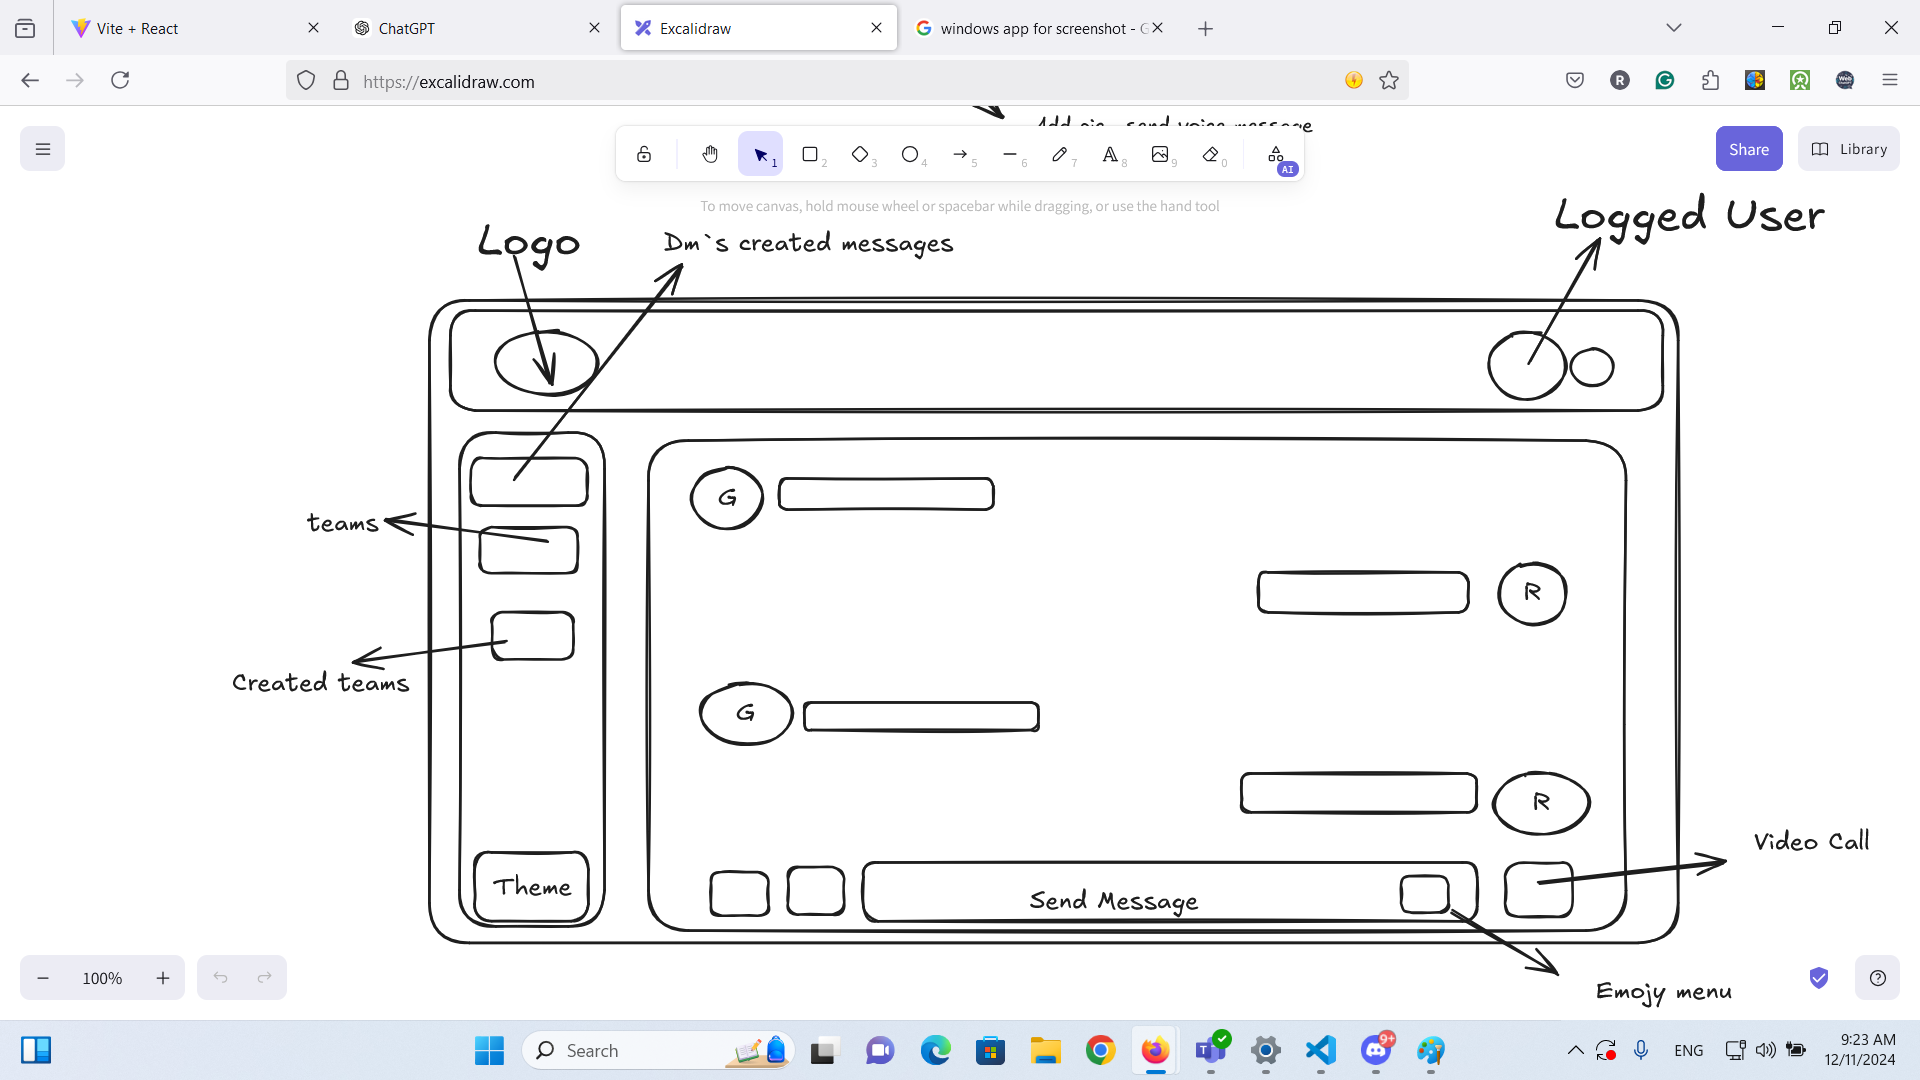 Vite + React
ChatGPT
Excalidraw
windows app for screenshot - G
https://excalidraw.com
Add pic, send voice message
1 2 3 4 5 6 7 8 9 0 AI
Share
Library
To move canvas, hold mouse wheel or spacebar while dragging, or use the hand tool
Logged User
Logo
Dm`s created messages
G
teams
R
Created teams
G
R
Video Call
Theme
Send Message
100%
Emojy menu
Search
9+
ENG
9:23 AM
12/11/2024